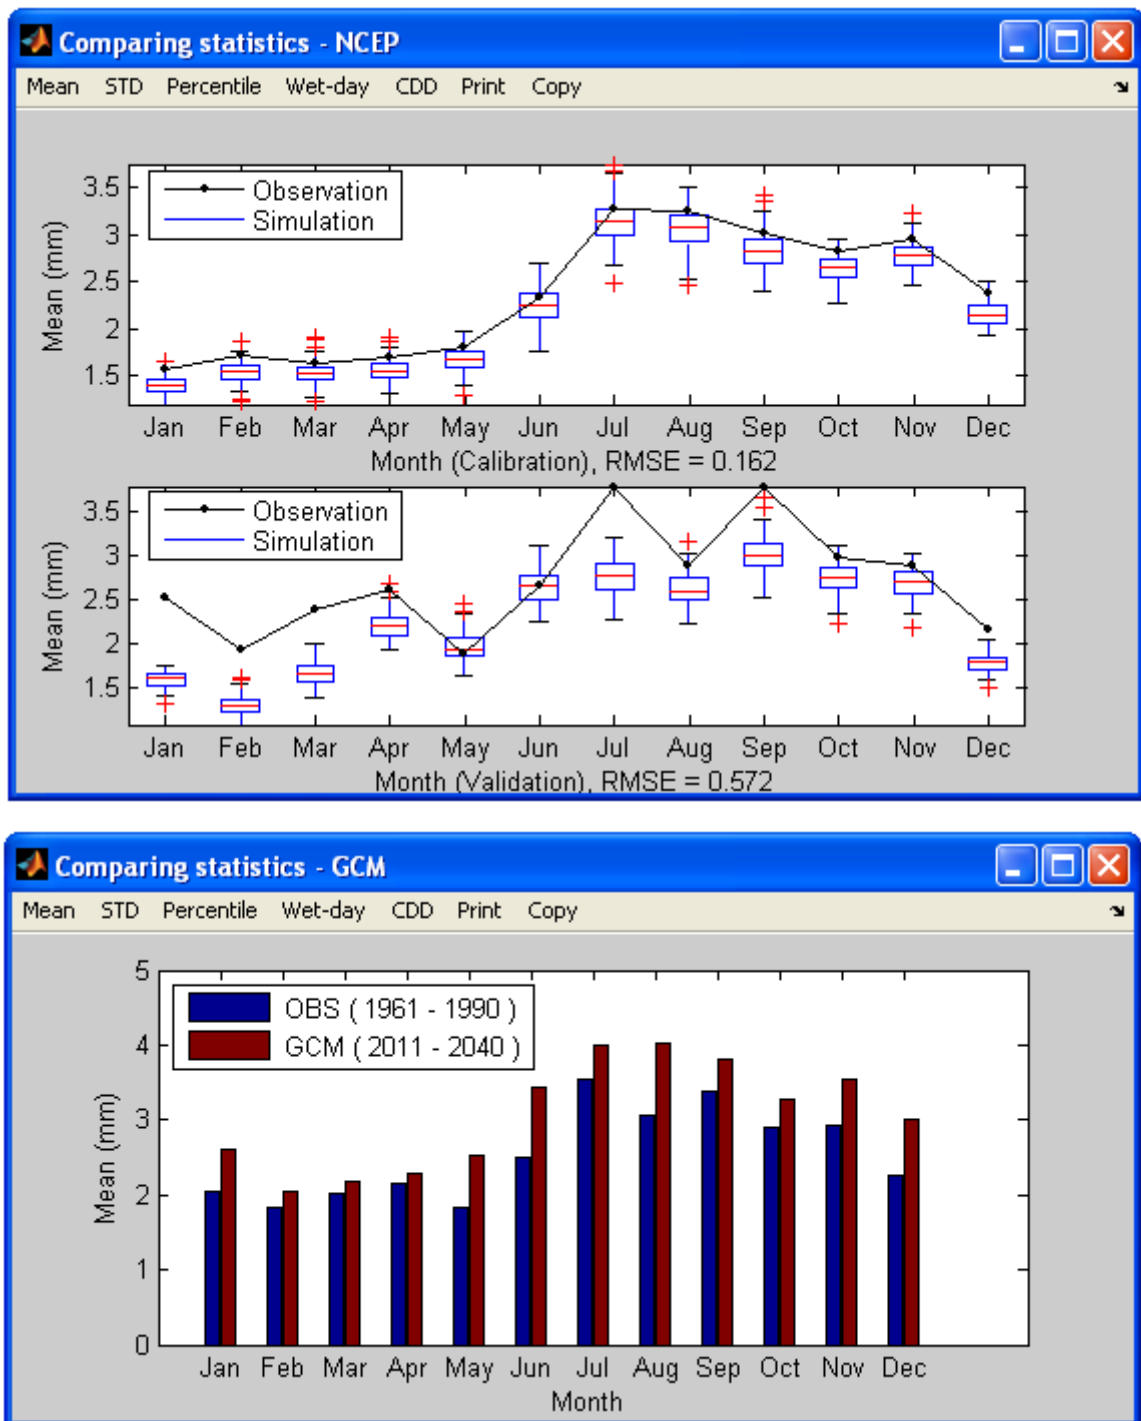 Comparing statistics - NCEP
Mean STD Percentile Wet-day CDD Print Copy
Observation
Simulation
3.5
3
2.5
2
1.5
Mean (mm)
Jan Feb Mar Apr May Jun Jul Aug Sep Oct Nov Dec
Month (Calibration), RMSE = 0.162
Observation
Simulation
3.5
3
2.5
2
1.5
Mean (mm)
Jan Feb Mar Apr May Jun Jul Aug Sep Oct Nov Dec
Month (Validation), RMSE = 0.572
Comparing statistics - GCM
Mean STD Percentile Wet-day CDD Print Copy
OBS ( 1961 - 1990 )
GCM ( 2011 - 2040 )
5
4
3
2
1
0
Mean (mm)
Jan Feb Mar Apr May Jun Jul Aug Sep Oct Nov Dec
Month